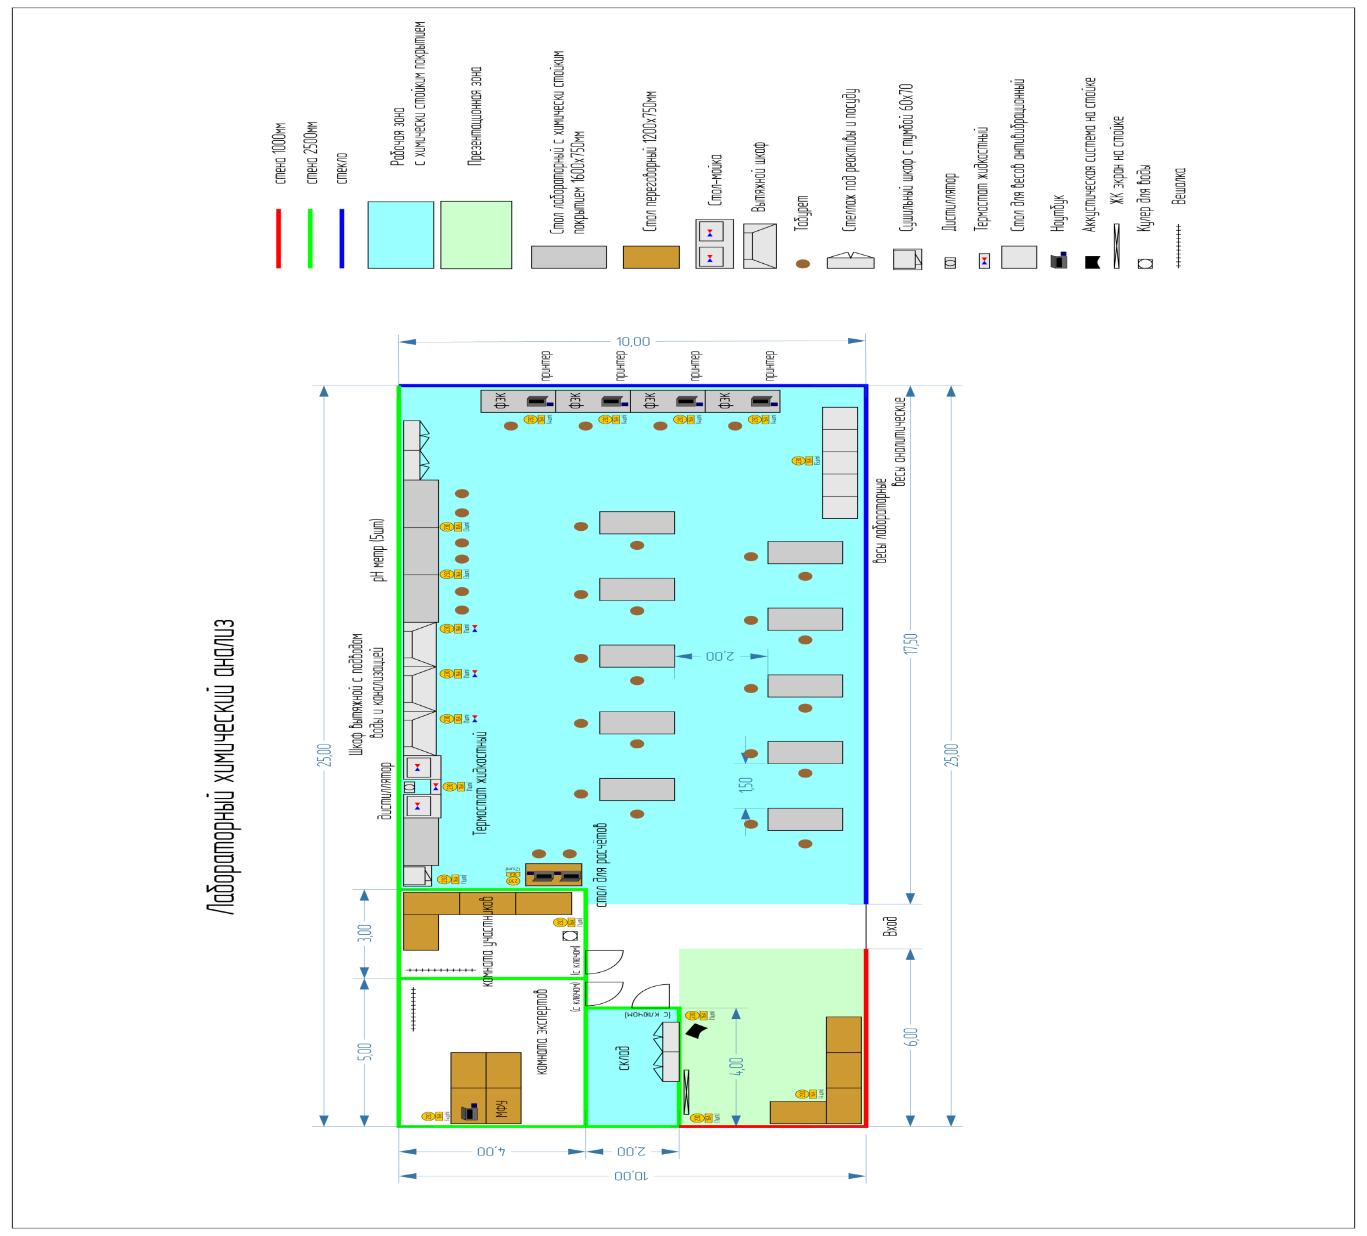 Лабораторный химический анализ
стена 1000мм
стена 2500мм
стекло
Рабочая зона
с химически стойким покрытием
Презентационная зона
Стол лабораторный с химически стойким
покрытием 1600х750мм
Стол переговорный 1200х750мм
Стол-мойка
Вытяжной шкаф
Табурет
Стеллаж под реактивы и посуду
Сушильный шкаф с тумбой 60х70
Дистиллятор
Термостат жидкостный
Стол для весов антивибрационный
Ноутбук
Аккустическая система на стойке
ЖК экран на стойке
Кулер для воды
Вешалка
10,00
принтер
принтер
принтер
принтер
ФЭК
ФЭК
ФЭК
ФЭК
весы аналитические
весы лабораторные
pH метр (5шт)
Шкаф вытяжной с подводом
воды и канализацией
дистиллятор
Термостат жидкостный
стол для расчётов
25,00
17,50
25,00
2,00
1,50
3,00
5,00
6,00
4,00
Вход
комната участников
(с ключом)
(с ключом)
(с ключом)
комната экспертов
склад
МФУ
4,00
2,00
10,00